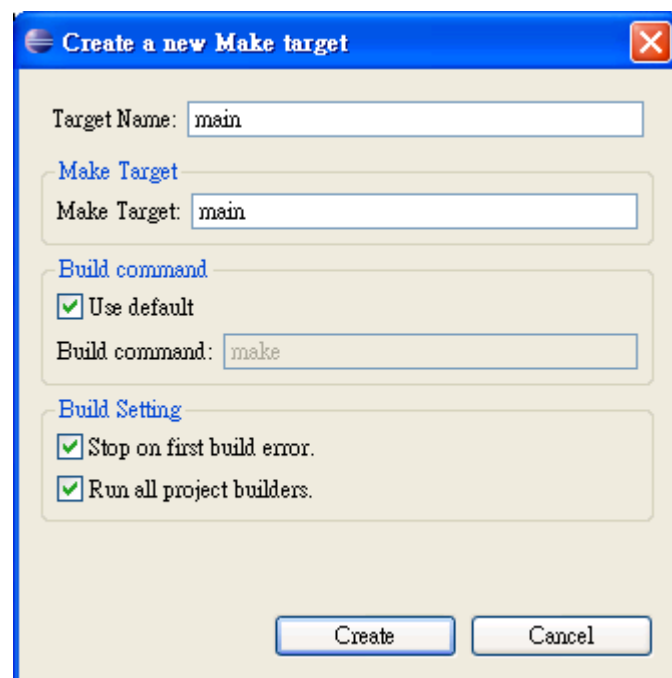 Create a new Make target
Target Name: main
Make Target
Make Target: main
Build command
Use default
Build command: make
Build Setting
Stop on first build error.
Run all project builders.
Create Cancel